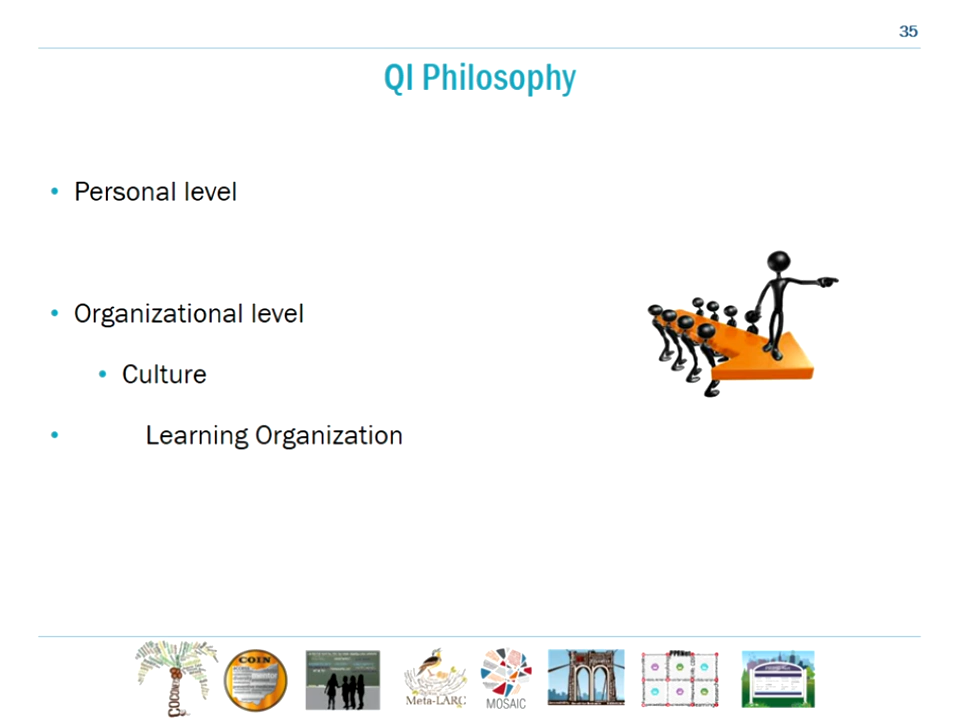 35
QI Philosophy
• Personal level
• Organizational level
• Culture
• Learning Organization
COIN
Meta-LARC
MOSAIC